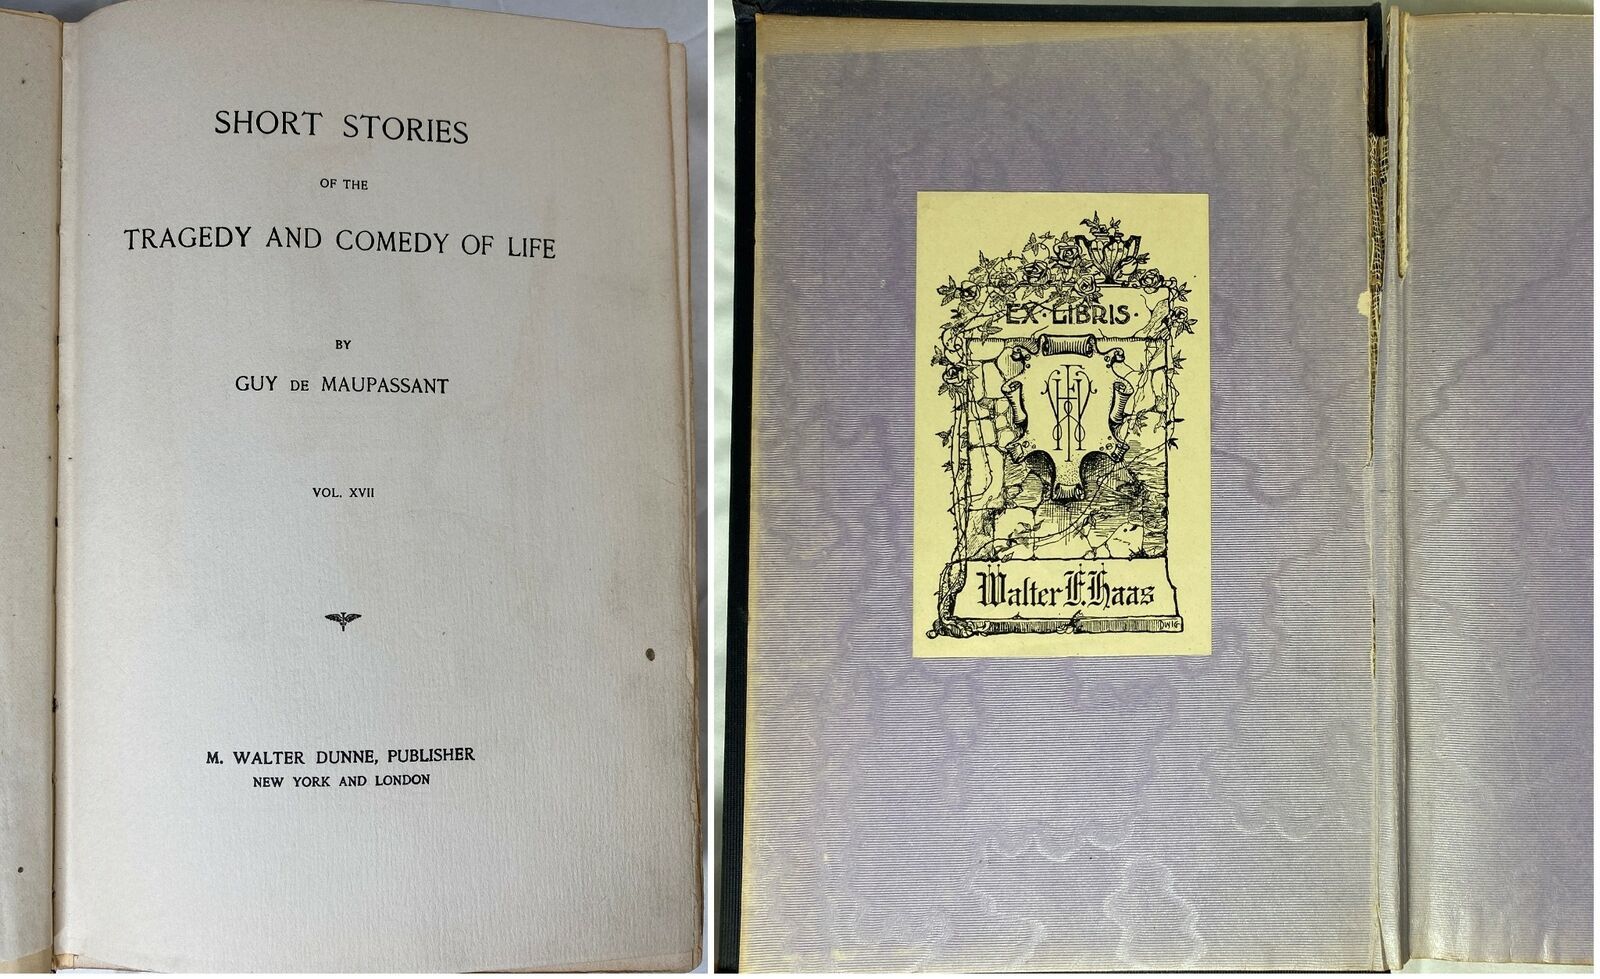 SHORT STORIES
OF THE
TRAGEDY AND COMEDY OF LIFE
BY
GUY DE MAUPASSANT
VOL. XVII
M. WALTER DUNNE, PUBLISHER
NEW YORK AND LONDON
EX·LIBRIS·
Walter F. Haas
DWIG